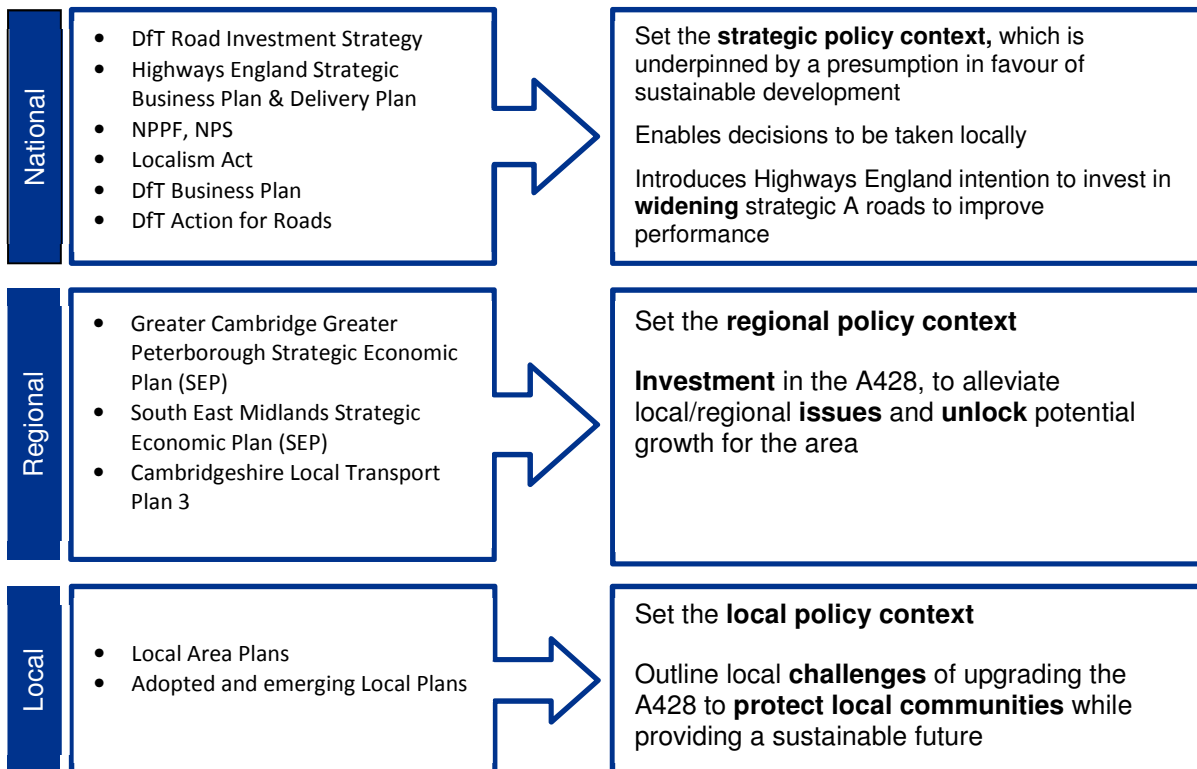 National
• DfT Road Investment Strategy
• Highways England Strategic
Business Plan & Delivery Plan
• NPPF, NPS
• Localism Act
• DfT Business Plan
• DfT Action for Roads
Set the strategic policy context, which is
underpinned by a presumption in favour of
sustainable development
Enables decisions to be taken locally
Introduces Highways England intention to invest in
widening strategic A roads to improve
performance
Regional
• Greater Cambridge Greater
Peterborough Strategic Economic
Plan (SEP)
• South East Midlands Strategic
Economic Plan (SEP)
• Cambridgeshire Local Transport
Plan 3
Set the regional policy context
Investment in the A428, to alleviate
local/regional issues and unlock potential
growth for the area
Local
• Local Area Plans
• Adopted and emerging Local Plans
Set the local policy context
Outline local challenges of upgrading the
A428 to protect local communities while
providing a sustainable future